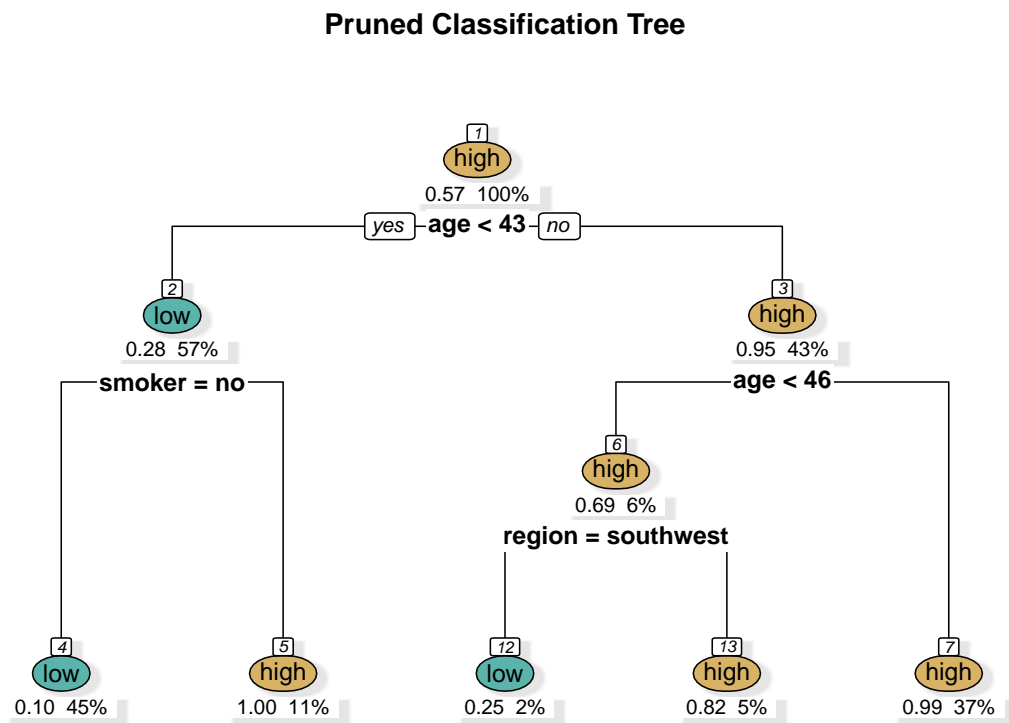 Pruned Classification Tree
1
high
0.57 100%
yes age < 43 no
2
low
0.28 57%
smoker = no
3
high
0.95 43%
age < 46
6
high
0.69 6%
region = southwest
4
low
0.10 45%
5
high
1.00 11%
12
low
0.25 2%
13
high
0.82 5%
7
high
0.99 37%